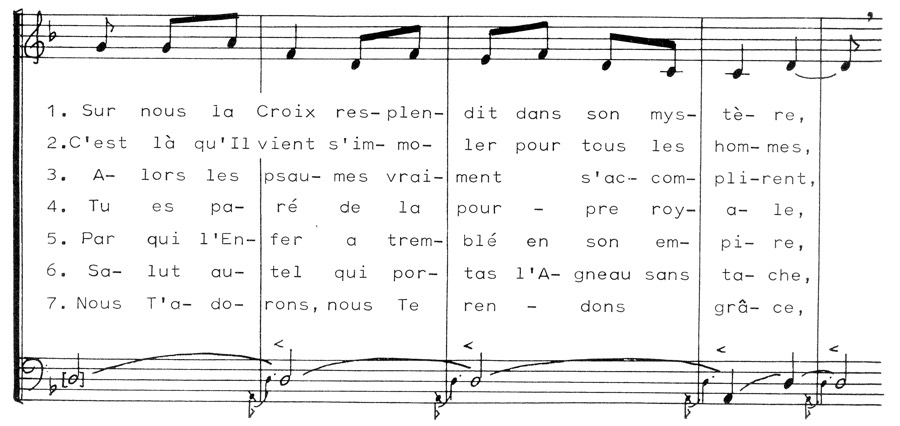 1. Sur nous la Croix res-plen- dit dans son mys- tè- re,
2. C'est là qu'Il vient s'im- mo- ler pour tous les hom- mes,
3. A- lors les psau- mes vrai- ment s'ac- com- pli-rent,
4. Tu es pa- ré de la pour - pre roy- a- le,
5. Par qui l'En- fer a trem- blé en son em- pi- re,
6. Sa- lut au- tel qui por- tas l'A- gneau sans ta- che,
7. Nous T'a- do- rons, nous Te ren - dons grâ- ce,